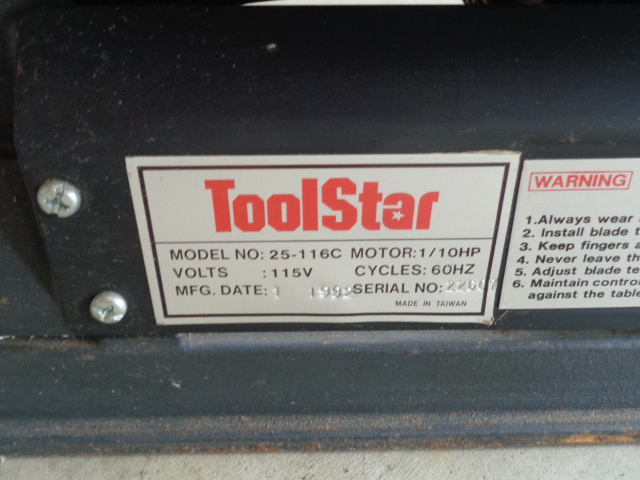 ToolStar
MODEL NO: 25-116C MOTOR: 1/10HP
VOLTS : 115V CYCLES: 60HZ
MFG. DATE: 1 SERIAL NO:
MADE IN TAIWAN
WARNING
1.Always wear
2. Install blade
3. Keep fingers
4. Never leave
5. Adjust blade
6. Maintain
against the